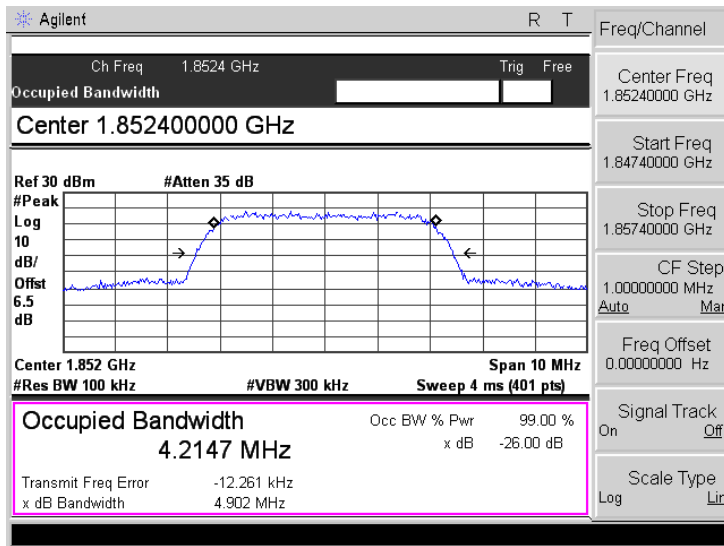 Agilent R T
Ch Freq 1.8524 GHz Trig Free
Occupied Bandwidth
Center 1.852400000 GHz
Ref 30 dBm #Atten 35 dB
#Peak
Log
10
dB/
Offst
6.5
dB
Center 1.852 GHz Span 10 MHz
#Res BW 100 kHz #VBW 300 kHz Sweep 4 ms (401 pts)
Occupied Bandwidth Occ BW % Pwr 99.00 %
4.2147 MHz x dB -26.00 dB
Transmit Freq Error -12.261 kHz
x dB Bandwidth 4.902 MHz
Freq/Channel
Center Freq
1.85240000 GHz
Start Freq
1.84740000 GHz
Stop Freq
1.85740000 GHz
CF Step
1.00000000 MHz
Auto Mar
Freq Offset
0.00000000 Hz
Signal Track
On Off
Scale Type
Log Lin